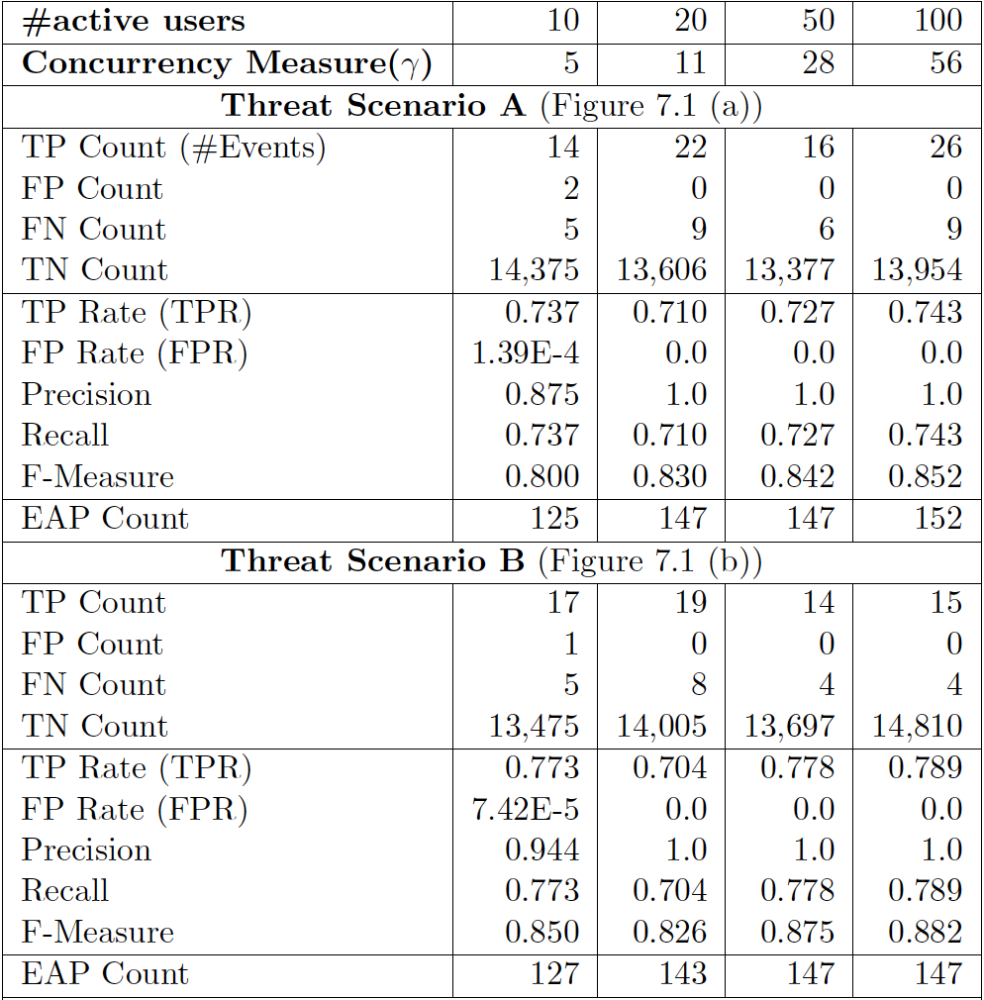 #active users 10 20 50 100
Concurrency Measure(γ) 5 11 28 56
Threat Scenario A (Figure 7.1 (a))
TP Count (#Events) 14 22 16 26
FP Count 2 0 0 0
FN Count 5 9 6 9
TN Count 14,375 13,606 13,377 13,954
TP Rate (TPR) 0.737 0.710 0.727 0.743
FP Rate (FPR) 1.39E-4 0.0 0.0 0.0
Precision 0.875 1.0 1.0 1.0
Recall 0.737 0.710 0.727 0.743
F-Measure 0.800 0.830 0.842 0.852
EAP Count 125 147 147 152
Threat Scenario B (Figure 7.1 (b))
TP Count 17 19 14 15
FP Count 1 0 0 0
FN Count 5 8 4 4
TN Count 13,475 14,005 13,697 14,810
TP Rate (TPR) 0.773 0.704 0.778 0.789
FP Rate (FPR) 7.42E-5 0.0 0.0 0.0
Precision 0.944 1.0 1.0 1.0
Recall 0.773 0.704 0.778 0.789
F-Measure 0.850 0.826 0.875 0.882
EAP Count 127 143 147 147